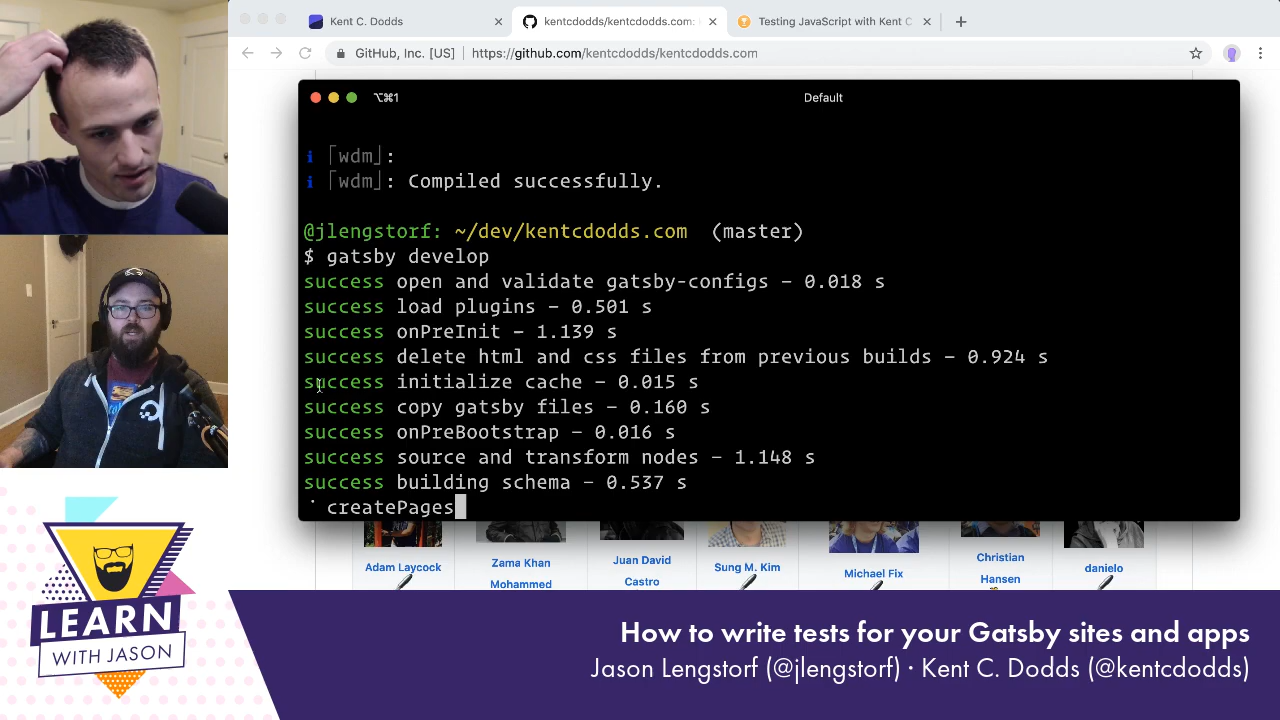 Kent C. Dodds
kentcdodds/kentcdodds.com:
Testing JavaScript with Kent C
GitHub, Inc. [US]
https://github.com/kentcdodds/kentcdodds.com
⌥⌘1
Default
ℹ ｢wdm｣:
ℹ ｢wdm｣: Compiled successfully.
@jlengstorf: ~/dev/kentcdodds.com (master)
$ gatsby develop
success open and validate gatsby-configs — 0.018 s
success load plugins — 0.501 s
success onPreInit — 1.139 s
success delete html and css files from previous builds — 0.924 s
success initialize cache — 0.015 s
success copy gatsby files — 0.160 s
success onPreBootstrap — 0.016 s
success source and transform nodes — 1.148 s
success building schema — 0.537 s
⠁ createPages
Adam Laycock
Zama Khan
Mohammed
Juan David
Castro
Sung M. Kim
Michael Fix
Christian
Hansen
danielo
LEARN
WITH JASON
How to write tests for your Gatsby sites and apps
Jason Lengstorf (@jlengstorf) · Kent C. Dodds (@kentcdodds)